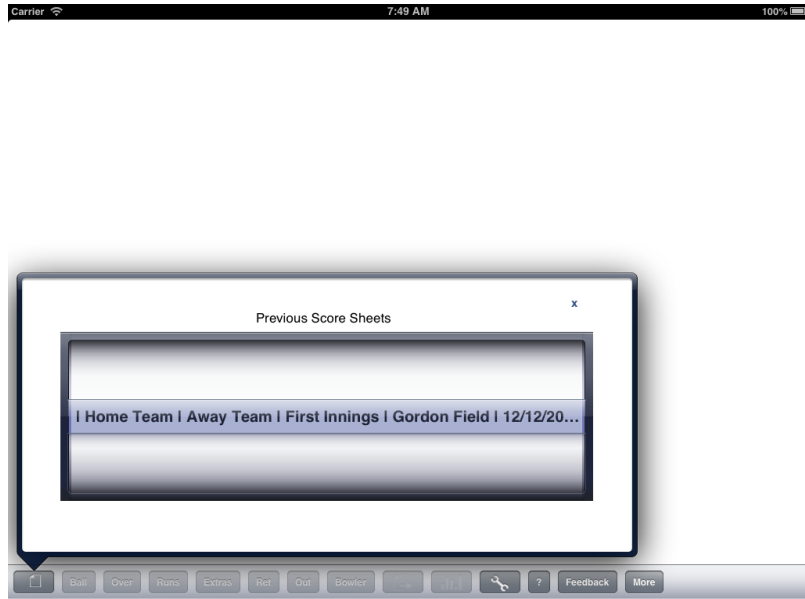 Carrier 7:49 AM 100%
x
Previous Score Sheets
| Home Team | Away Team | First Innings | Gordon Field | 12/12/20...
Ball Over Runs Extras Ret Out Bowler ? Feedback More